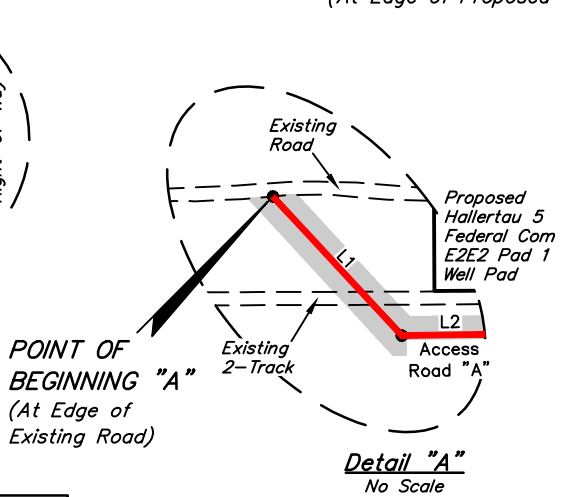 (At Edge of Proposed
Existing
Road
Proposed
Hallertau 5
Federal Com
E2E2 Pad 1
Well Pad
L1
L2
Access
Road "A"
Existing
2-Track
POINT OF
BEGINNING "A"
(At Edge of
Existing Road)
Detail "A"
No Scale